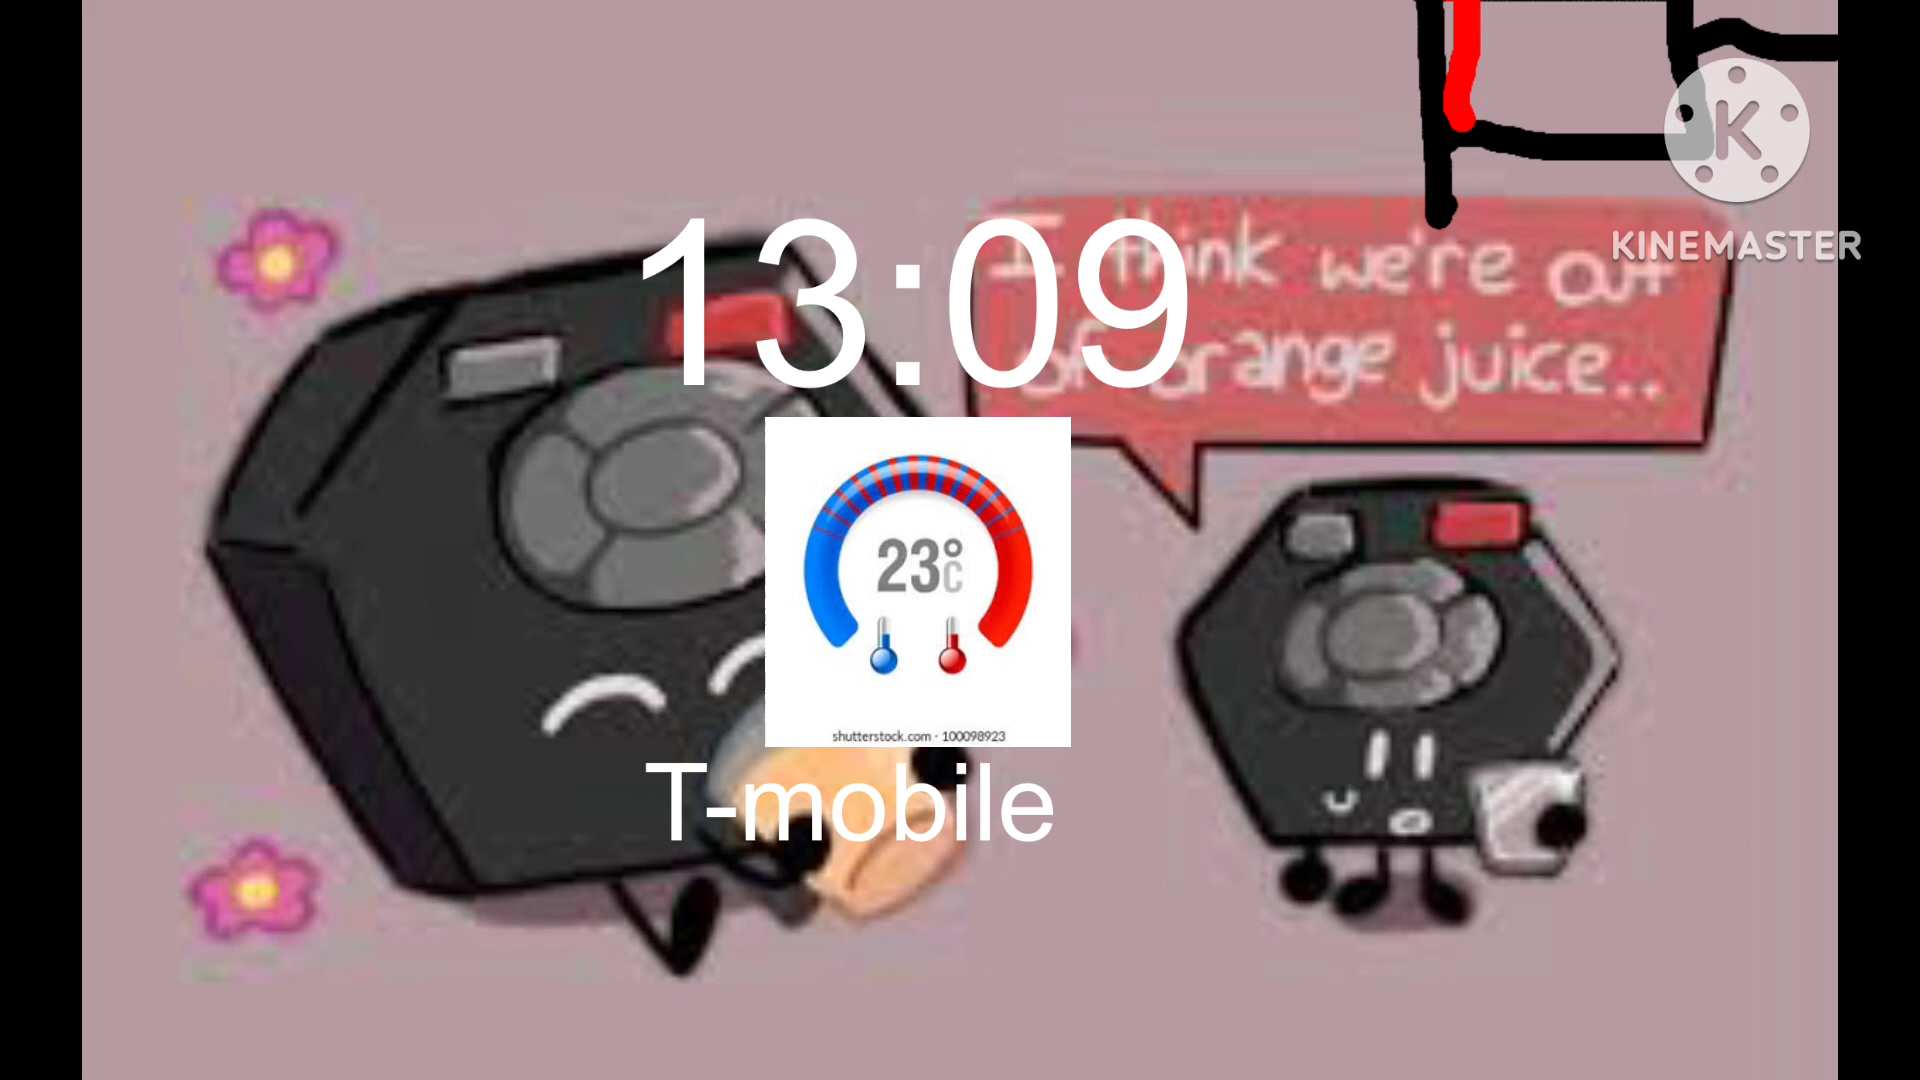 13:09
I think we're out
of orange juice..
K
KINEMASTER
23°C
shutterstock.com · 100098923
T-mobile